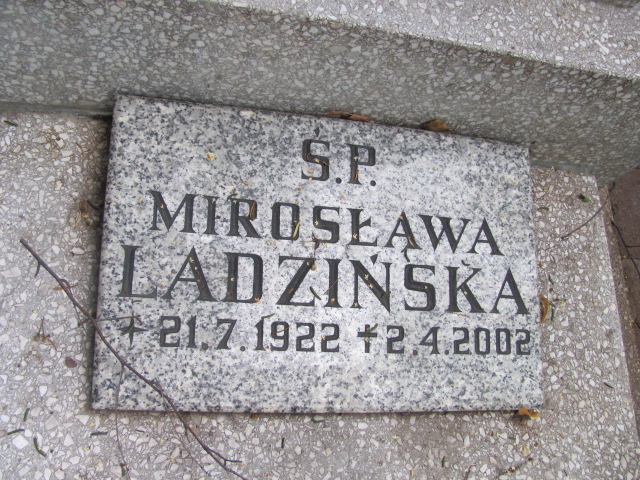 Ś.P.
MIROSŁAWA
LADZIŃSKA
* 21.7.1922 ✝ 2.4.2002